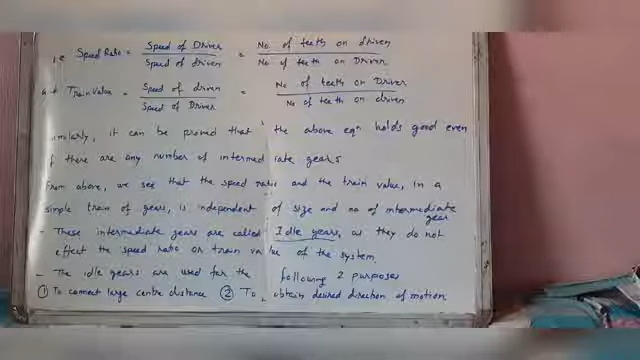 i.e Speed Ratio = Speed of Driver / Speed of driven = No. of teeth on driven / No. of teeth on Driver
Train Value = Speed of driven / Speed of Driver = No of teeth on Driver / No of teeth on driven
Similarly, it can be proved that the above eqn holds good even
if there are any number of intermediate gears
From above, we see that the speed ratio and the train value, in a
simple train of gears, is independent of size and no of intermediate gear
- These intermediate gears are called Idle gears, as they do not
effect the speed ratio or train value of the system.
- The idle gears are used for the following 2 purposes
① To connect large centre distance ② To obtain desired direction of motion